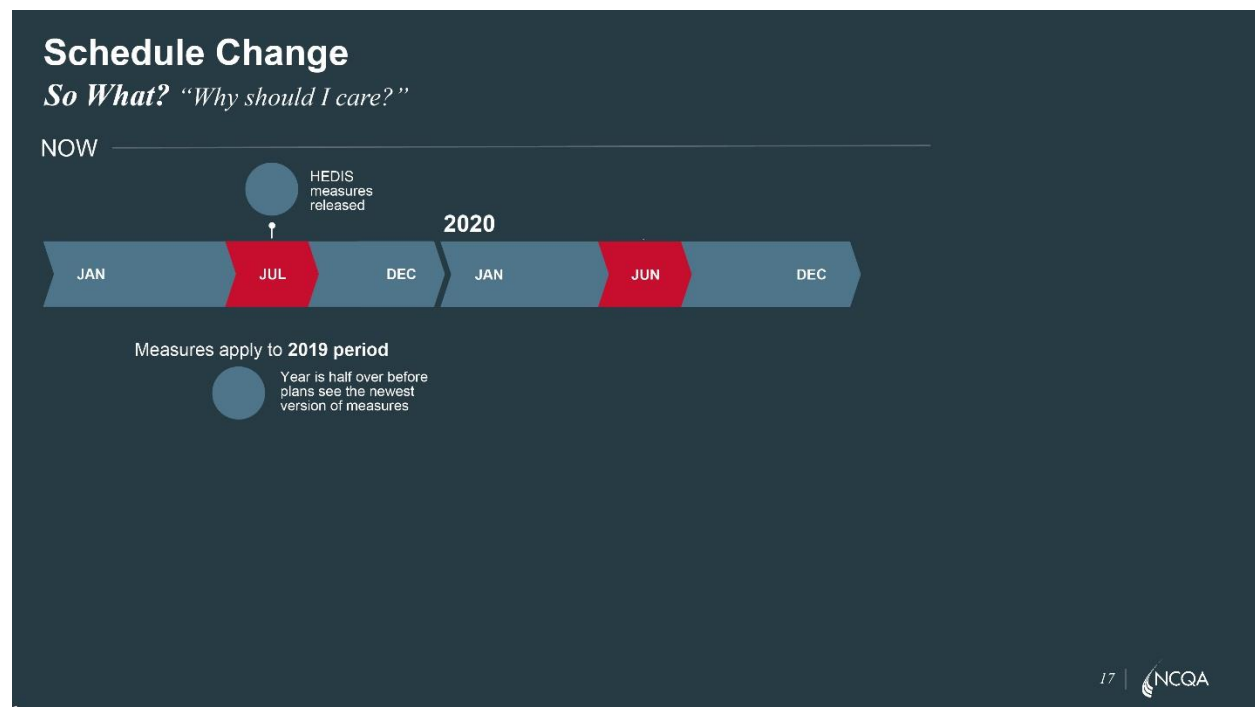 Schedule Change
So What? “Why should I care?”
NOW
HEDIS
measures
released
2020
JAN JUL DEC JAN JUN DEC
Measures apply to 2019 period
Year is half over before
plans see the newest
version of measures
17 NCQA